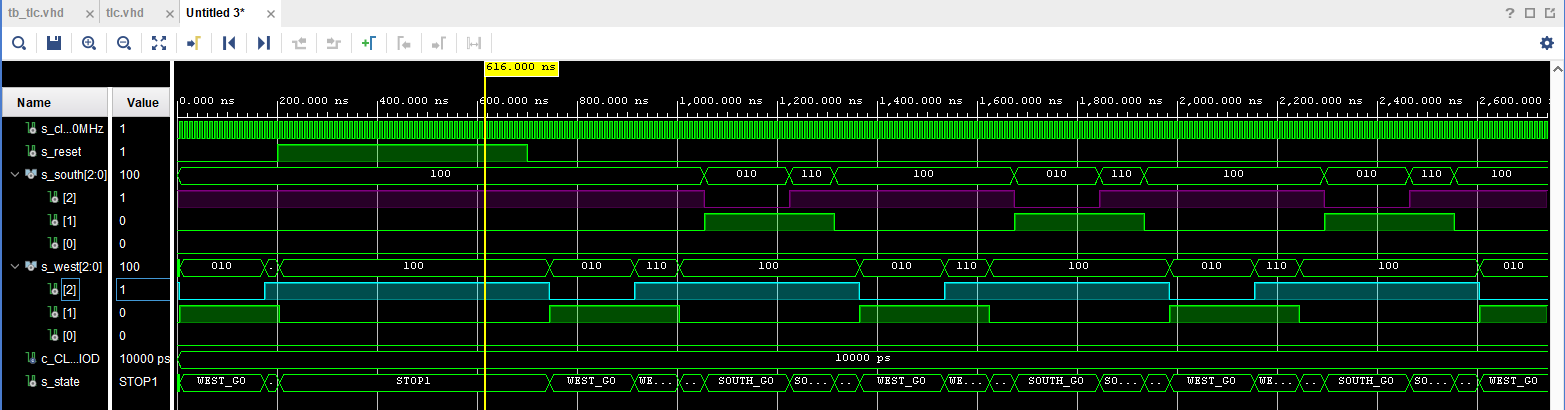 tb_tlc.vhd × tlc.vhd × Untitled 3* ×
?
616.000 ns
Name Value
0.000 ns 200.000 ns 400.000 ns 600.000 ns 800.000 ns 1,000.000 ns 1,200.000 ns 1,400.000 ns 1,600.000 ns 1,800.000 ns 2,000.000 ns 2,200.000 ns 2,400.000 ns 2,600.000 ns
s_cl...0MHz 1
s_reset 1
s_south[2:0] 100 100 010 110 100 010 110 100 010 110 100
[2] 1
[1] 0
[0] 0
s_west[2:0] 100 010 . 100 010 110 100 010 110 100 010 110 100 010
[2] 1
[1] 0
[0] 0
c_CL...IOD 10000 ps 10000 ps
s_state STOP1 WEST_GO . STOP1 WEST_GO WE... .. SOUTH_GO SO... .. WEST_GO WE... .. SOUTH_GO SO... .. WEST_GO WE... .. SOUTH_GO SO... .. WEST_GO